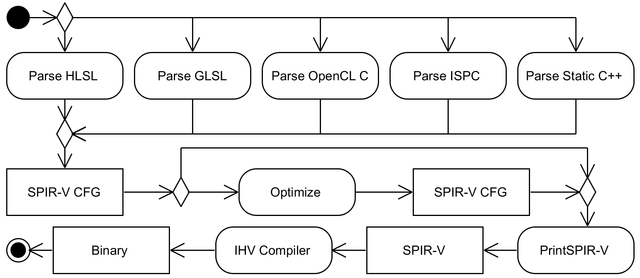 Parse HLSL
Parse GLSL
Parse OpenCL C
Parse ISPC
Parse Static C++
SPIR-V CFG
Optimize
SPIR-V CFG
Binary
IHV Compiler
SPIR-V
PrintSPIR-V